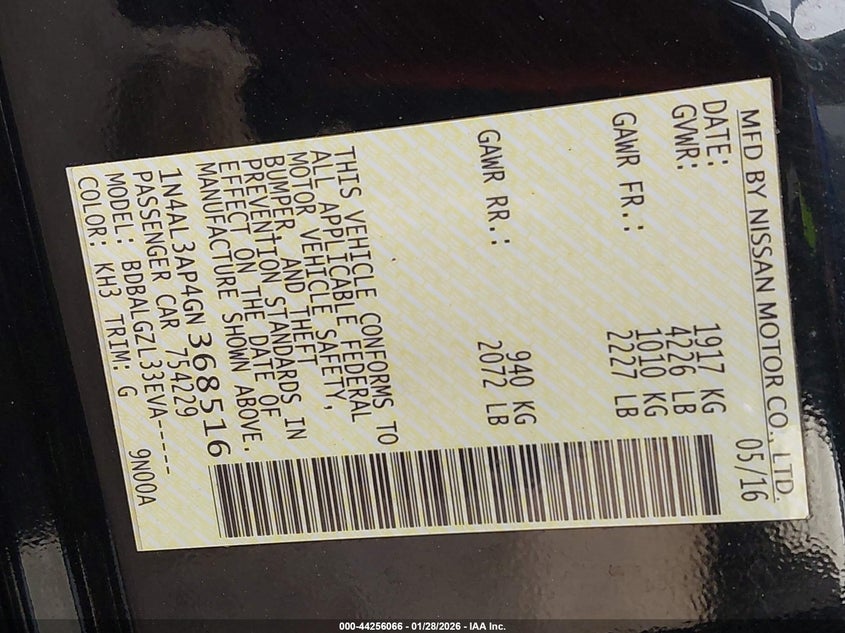 MFD BY NISSAN MOTOR CO., LTD.
DATE: 05/16
GVWR: 1917 KG
4226 LB
GAWR FR.: 1010 KG
2227 LB
GAWR RR.: 940 KG
2072 LB
THIS VEHICLE CONFORMS TO
ALL APPLICABLE FEDERAL
MOTOR VEHICLE SAFETY,
BUMPER, AND THEFT
PREVENTION STANDARDS IN
EFFECT ON THE DATE OF
MANUFACTURE SHOWN ABOVE.
1N4AL3AP4GN368516
PASSENGER CAR 754229
MODEL: BDBALGZL33EVA-----
COLOR: KH3 TRIM: G 9N00A
000-44256066 - 01/28/2026 - IAA Inc.